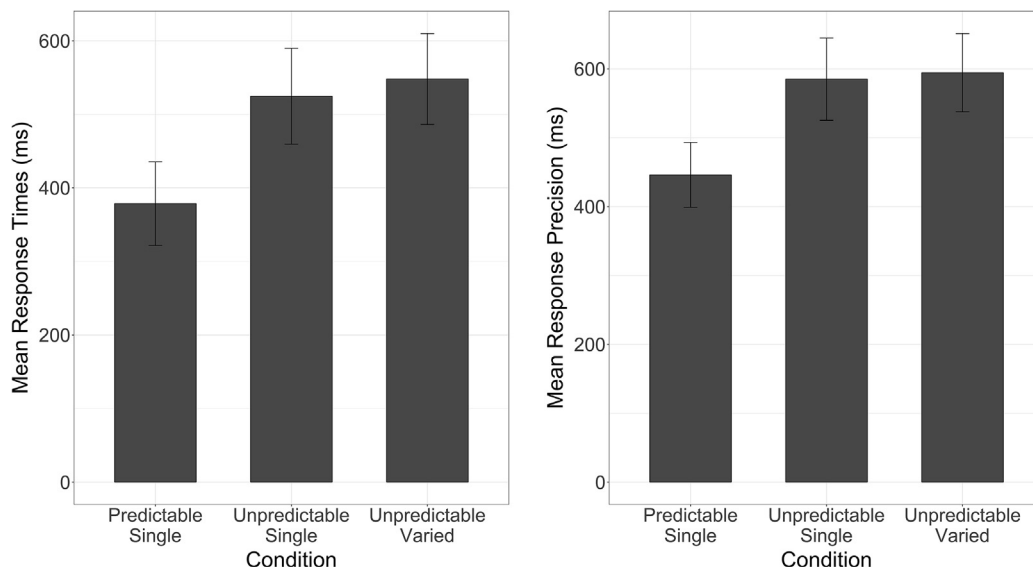 Mean Response Times (ms)
600
400
200
0
Predictable
Single
Unpredictable
Single
Unpredictable
Varied
Condition
Mean Response Precision (ms)
600
400
200
0
Predictable
Single
Unpredictable
Single
Unpredictable
Varied
Condition